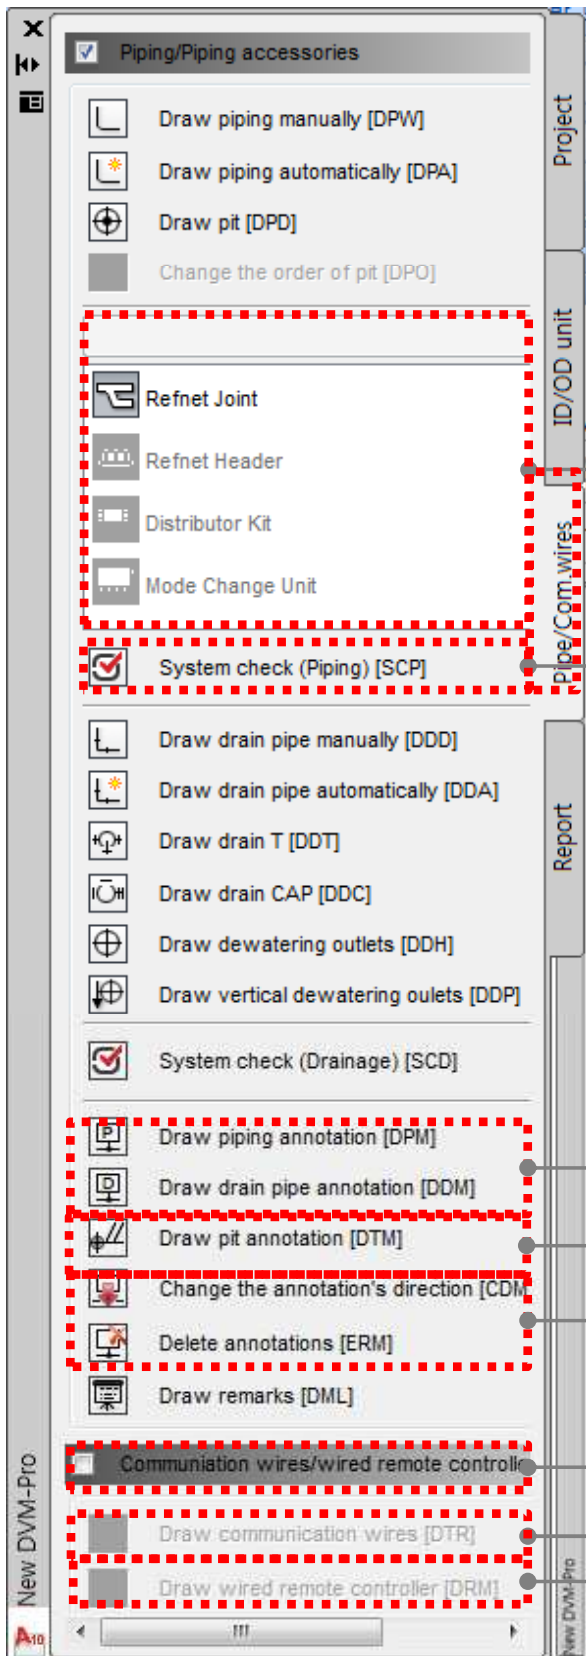 Piping/Piping accessories
Draw piping manually [DPW]
Draw piping automatically [DPA]
Draw pit [DPD]
Change the order of pit [DPO]
Refnet Joint
Refnet Header
Distributor Kit
Mode Change Unit
System check (Piping) [SCP]
Draw drain pipe manually [DDD]
Draw drain pipe automatically [DDA]
Draw drain T [DDT]
Draw drain CAP [DDC]
Draw dewatering outlets [DDH]
Draw vertical dewatering oulets [DDP]
System check (Drainage) [SCD]
P
Draw piping annotation [DPM]
D
Draw drain pipe annotation [DDM]
Draw pit annotation [DTM]
Change the annotation's direction [CDM
Delete annotations [ERM]
Draw remarks [DML]
Communiation wires/wired remote controlle
Draw communication wires [DTR]
Draw wired remote controller [DRM]
Project
ID/OD unit
Pipe/Com.wires
Report
New DVM-Pro
A10
New DVM-Pro